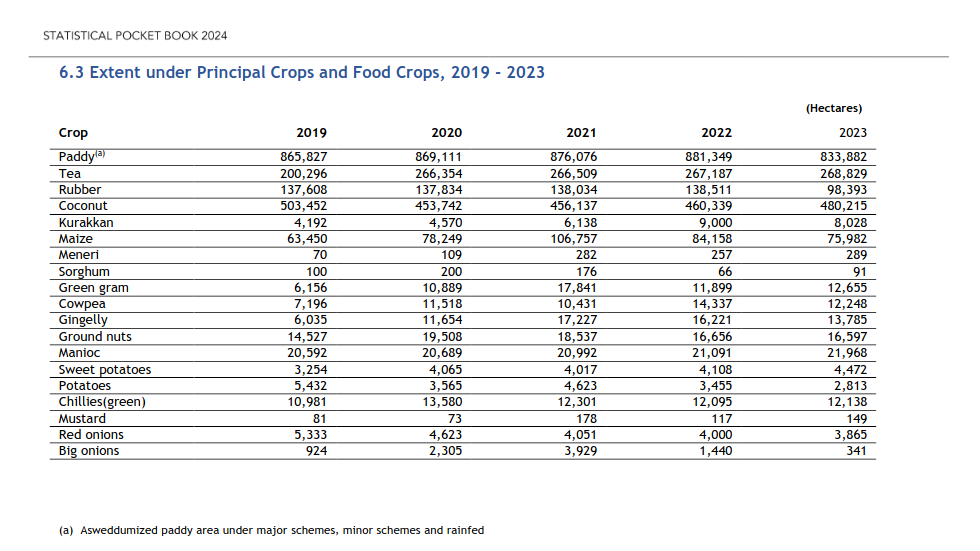 STATISTICAL POCKET BOOK 2024
6.3 Extent under Principal Crops and Food Crops, 2019 - 2023
(Hectares)
Crop 2019 2020 2021 2022 2023
Paddy(a) 865,827 869,111 876,076 881,349 833,882
Tea 200,296 266,354 266,509 267,187 268,829
Rubber 137,608 137,834 138,034 138,511 98,393
Coconut 503,452 453,742 456,137 460,339 480,215
Kurakkan 4,192 4,570 6,138 9,000 8,028
Maize 63,450 78,249 106,757 84,158 75,982
Meneri 70 109 282 257 289
Sorghum 100 200 176 66 91
Green gram 6,156 10,889 17,841 11,899 12,655
Cowpea 7,196 11,518 10,431 14,337 12,248
Gingelly 6,035 11,654 17,227 16,221 13,785
Ground nuts 14,527 19,508 18,537 16,656 16,597
Manioc 20,592 20,689 20,992 21,091 21,968
Sweet potatoes 3,254 4,065 4,017 4,108 4,472
Potatoes 5,432 3,565 4,623 3,455 2,813
Chillies(green) 10,981 13,580 12,301 12,095 12,138
Mustard 81 73 178 117 149
Red onions 5,333 4,623 4,051 4,000 3,865
Big onions 924 2,305 3,929 1,440 341
(a) Asweddumized paddy area under major schemes, minor schemes and rainfed